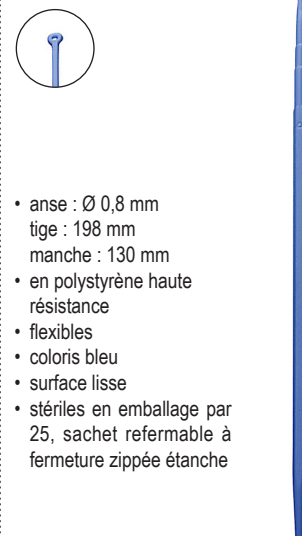 • anse : Ø 0,8 mm
tige : 198 mm
manche : 130 mm
• en polystyrène haute
résistance
• flexibles
• coloris bleu
• surface lisse
• stériles en emballage par
25, sachet refermable à
fermeture zippée étanche